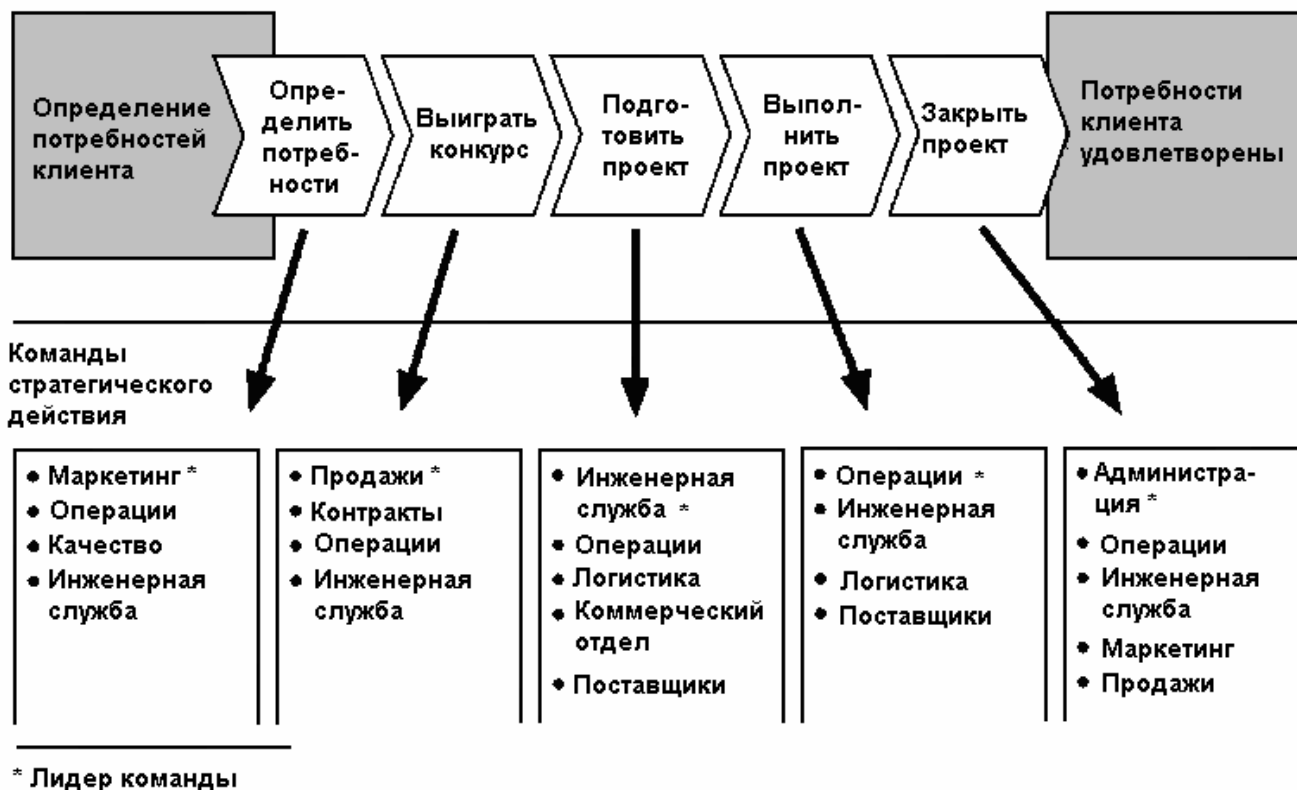 Определение
потребностей
клиента
Опре-
делить
потреб-
ности
Выиграть
конкурс
Подго-
товить
проект
Выпол-
нить
проект
Закрыть
проект
Потребности
клиента
удовлетворены
Команды
стратегического
действия
• Маркетинг *
• Операции
• Качество
• Инженерная
служба
• Продажи *
• Контракты
• Операции
• Инженерная
служба
• Инженерная
служба *
• Операции
• Логистика
• Коммерческий
отдел
• Поставщики
• Операции *
• Инженерная
служба
• Логистика
• Поставщики
• Администра-
ция *
• Операции
• Инженерная
служба
• Маркетинг
• Продажи
* Лидер команды